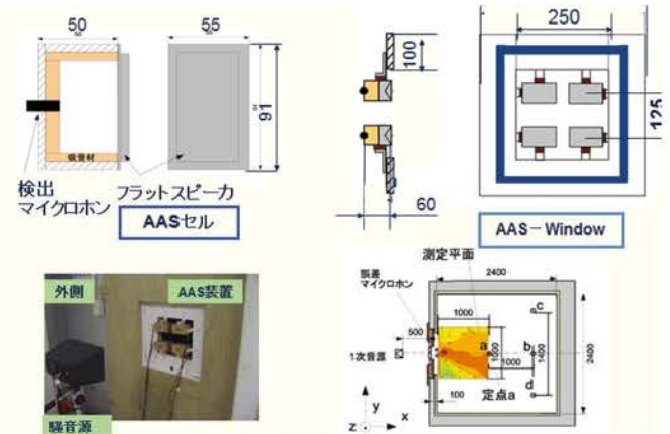 50
55
91
吸音材
検出
マイクロホン
フラットスピーカ
AASセル
100
60
250
125
AAS－Window
外側
AAS装置
騒音源
測定平面
誤差
マイクロホン
2400
1000
500
1次音源
a
1000
1000
b
c
d
1400
2400
定点a
100
y
x
z